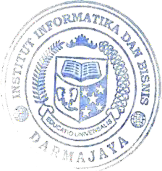 INSTITUT INFORMATIKA DAN BISNIS
EDUCATIO UNIVERSALIS
DARMAJAYA